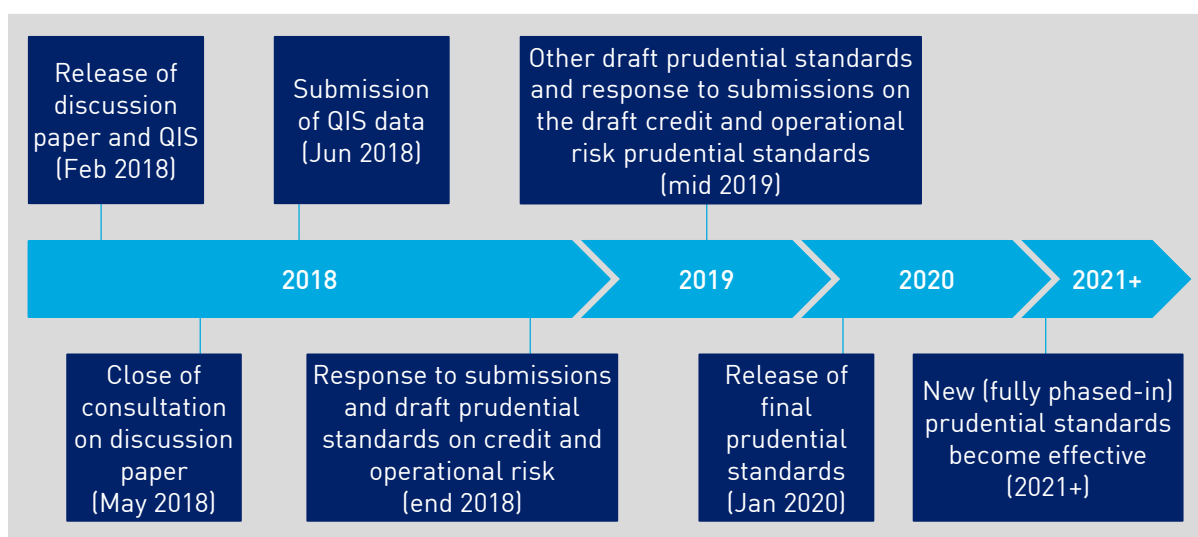 Release of
discussion
paper and QIS
(Feb 2018)
Submission
of QIS data
(Jun 2018)
Other draft prudential standards
and response to submissions on
the draft credit and operational
risk prudential standards
(mid 2019)
2018
2019
2020
2021+
Close of
consultation
on discussion
paper
(May 2018)
Response to submissions
and draft prudential
standards on credit and
operational risk
(end 2018)
Release of
final
prudential
standards
(Jan 2020)
New (fully phased-in)
prudential standards
become effective
(2021+)